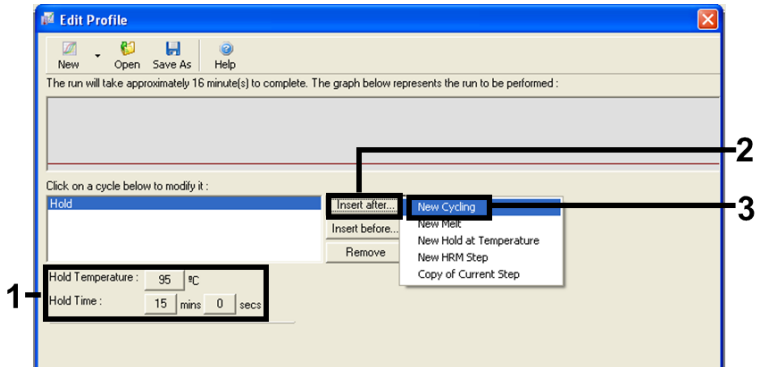 Edit Profile
New Open Save As Help
The run will take approximately 16 minute(s) to complete. The graph below represents the run to be performed :
2
Click on a cycle below to modify it :
Hold
Insert after...
New Cycling
3
Insert before...
New Melt
Remove
New Hold at Temperature
New HRM Step
Copy of Current Step
1
Hold Temperature : 95 ºC
Hold Time : 15 mins 0 secs